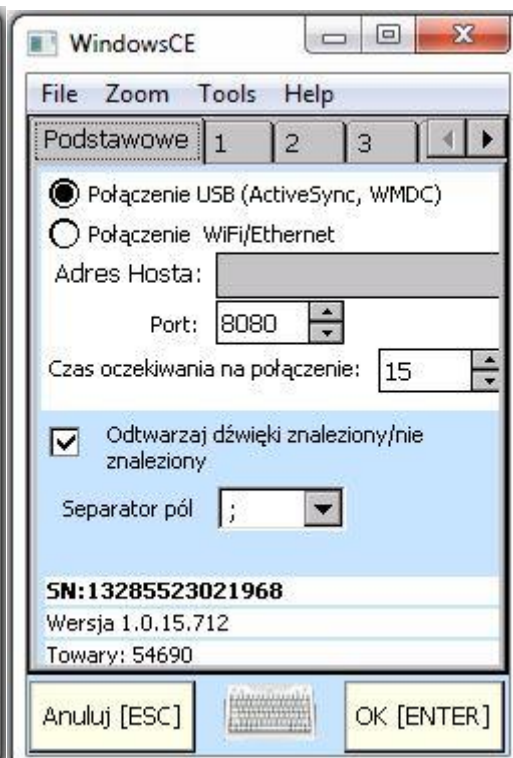 WindowsCE
File Zoom Tools Help
Podstawowe 1 2 3
Połączenie USB (ActiveSync, WMDC)
Połączenie WiFi/Ethernet
Adres Hosta:
Port: 8080
Czas oczekiwania na połączenie: 15
Odtwarzaj dźwięki znaleziony/nie
znaleziony
Separator pól ;
SN:13285523021968
Wersja 1.0.15.712
Towary: 54690
Anuluj [ESC] OK [ENTER]